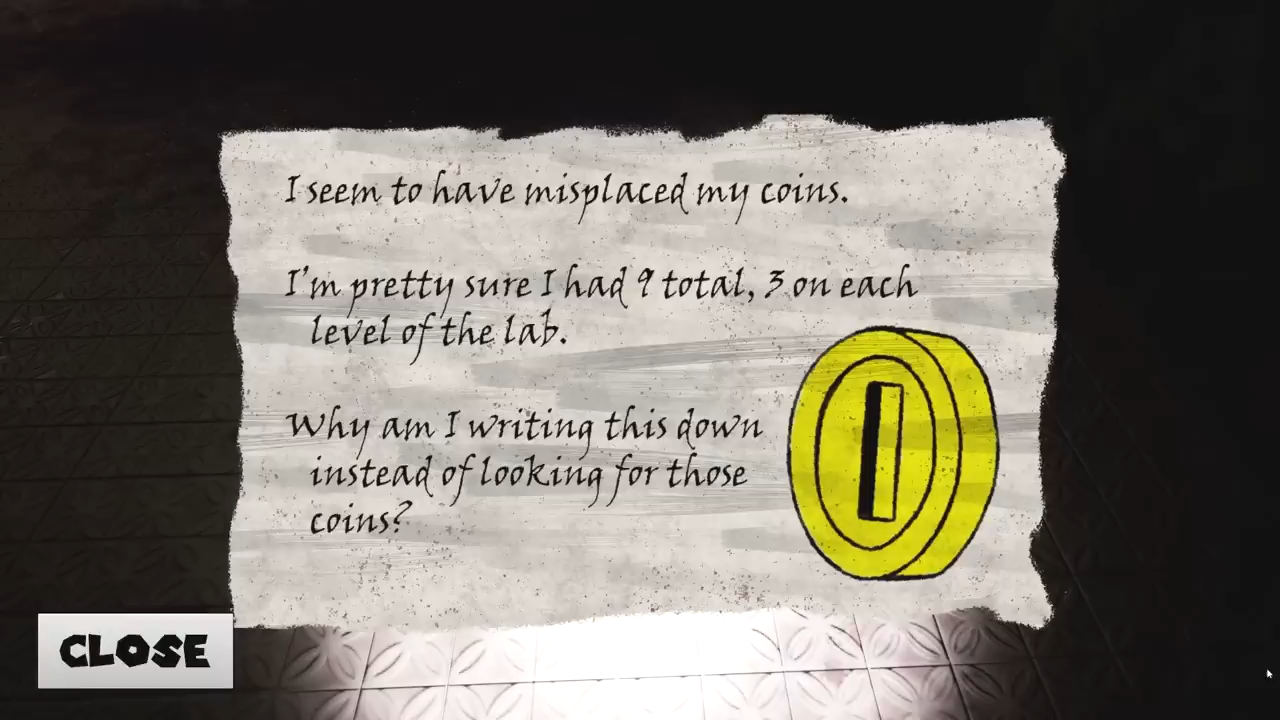 I seem to have misplaced my coins.
I'm pretty sure I had 9 total, 3 on each
level of the lab.
Why am I writing this down
instead of looking for those
coins?
CLOSE